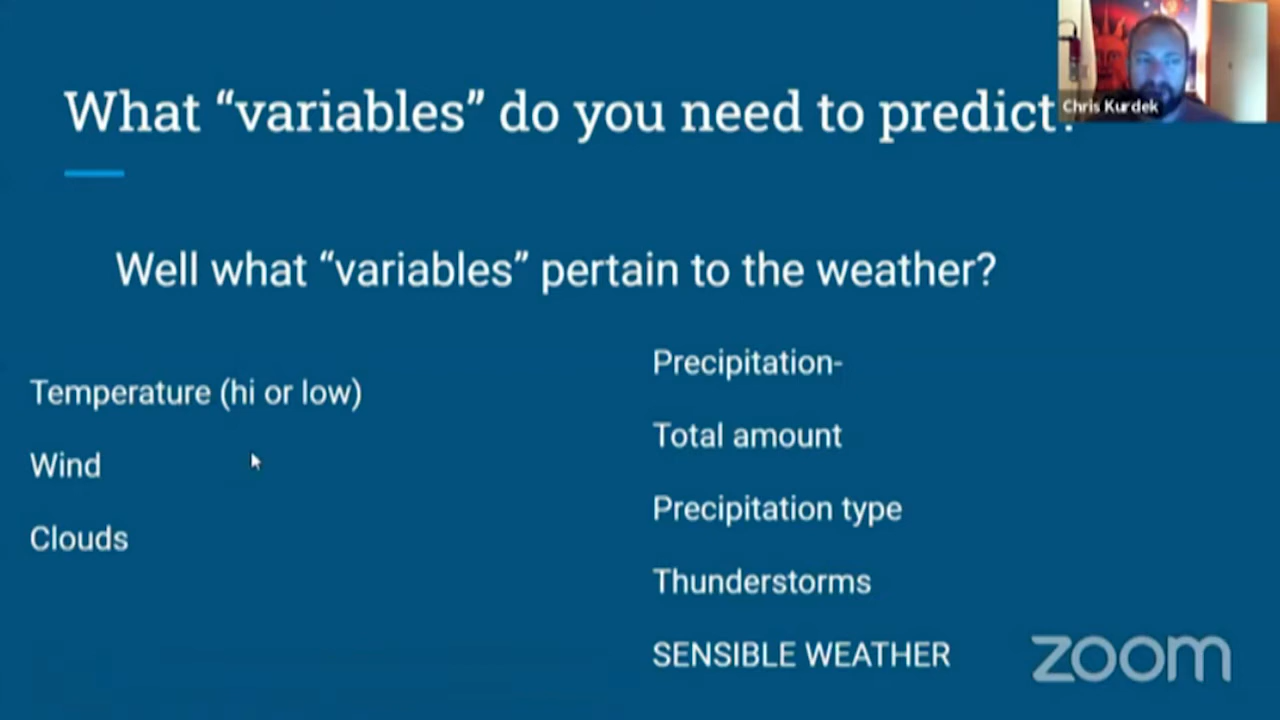 What “variables” do you need to predict?
Chris Kurdek
Well what “variables” pertain to the weather?
Temperature (hi or low)
Wind
Clouds
Precipitation-
Total amount
Precipitation type
Thunderstorms
SENSIBLE WEATHER
zoom